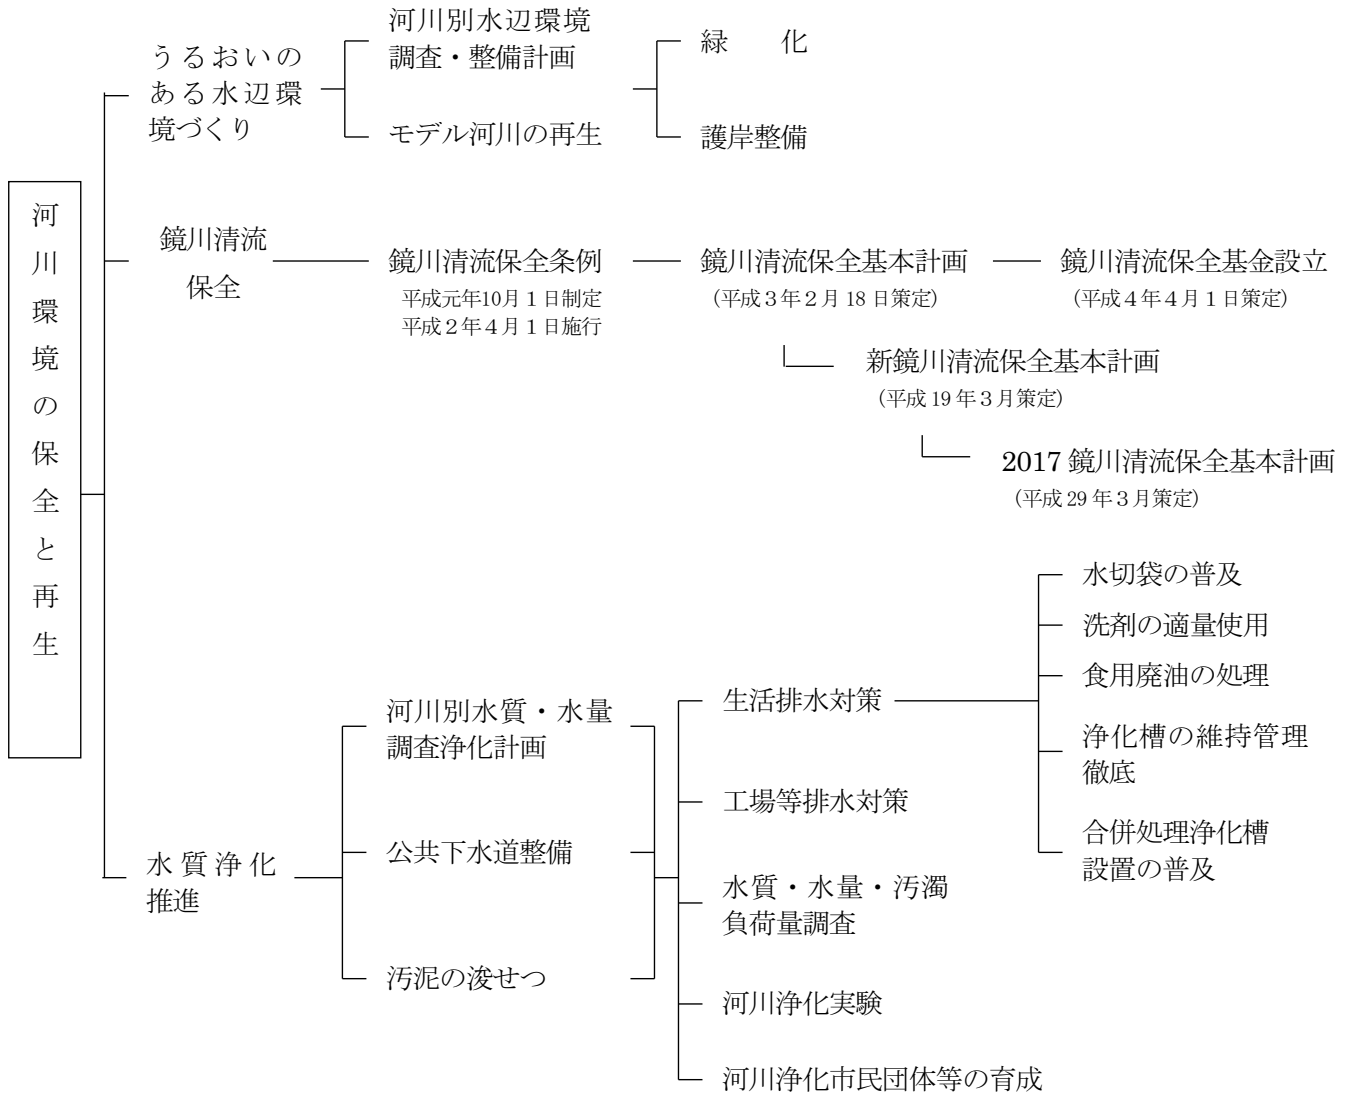 河川環境の保全と再生
うるおいの
ある水辺環
境づくり
河川別水辺環境
調査・整備計画
モデル河川の再生
緑　　化
護岸整備
鏡川清流
保全
鏡川清流保全条例
平成元年10月１日制定
平成２年４月１日施行
鏡川清流保全基本計画
（平成３年２月18日策定）
鏡川清流保全基金設立
（平成４年４月１日策定）
新鏡川清流保全基本計画
（平成19年３月策定）
2017鏡川清流保全基本計画
（平成29年３月策定）
水質浄化
推進
河川別水質・水量
調査浄化計画
公共下水道整備
汚泥の浚せつ
生活排水対策
工場等排水対策
水質・水量・汚濁
負荷量調査
河川浄化実験
河川浄化市民団体等の育成
水切袋の普及
洗剤の適量使用
食用廃油の処理
浄化槽の維持管理
徹底
合併処理浄化槽
設置の普及